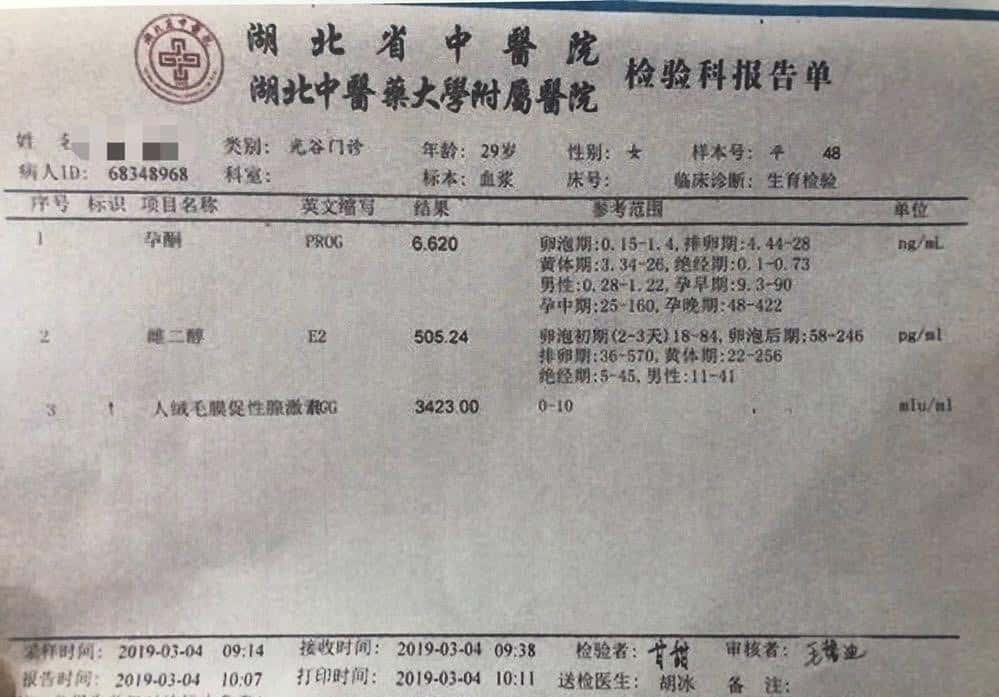 湖北省中醫院
湖北中醫藥大學附屬醫院
检验科报告单
姓 类别: 光谷门诊 年龄: 29岁 性别: 女 样本号: 平 48
病人ID: 68348968 科室: 标本: 血浆 床号: 临床诊断: 生育检验
序号 标识 项目名称 英文缩写 结果 参考范围 单位
1 孕酮 PROG 6.620 卵泡期:0.15-1.4,排卵期:4.44-28 ng/mL
黄体期:3.34-26,绝经期:0.1-0.73
男性:0.28-1.22,孕早期:9.3-90
孕中期:25-160,孕晚期:48-422
2 雌二醇 E2 505.24 卵泡初期(2-3天)18-84,卵泡后期:58-246 pg/ml
排卵期:36-570,黄体期:22-256
绝经期:5-45,男性:11-41
3 ↑ 人绒毛膜促性腺激素 3423.00 0-10 mIu/ml
采样时间: 2019-03-04 09:14 接收时间: 2019-03-04 09:38 检验者: 甘甜 审核者:
报告时间: 2019-03-04 10:07 打印时间: 2019-03-04 10:11 送检医生: 胡冰 备 注: